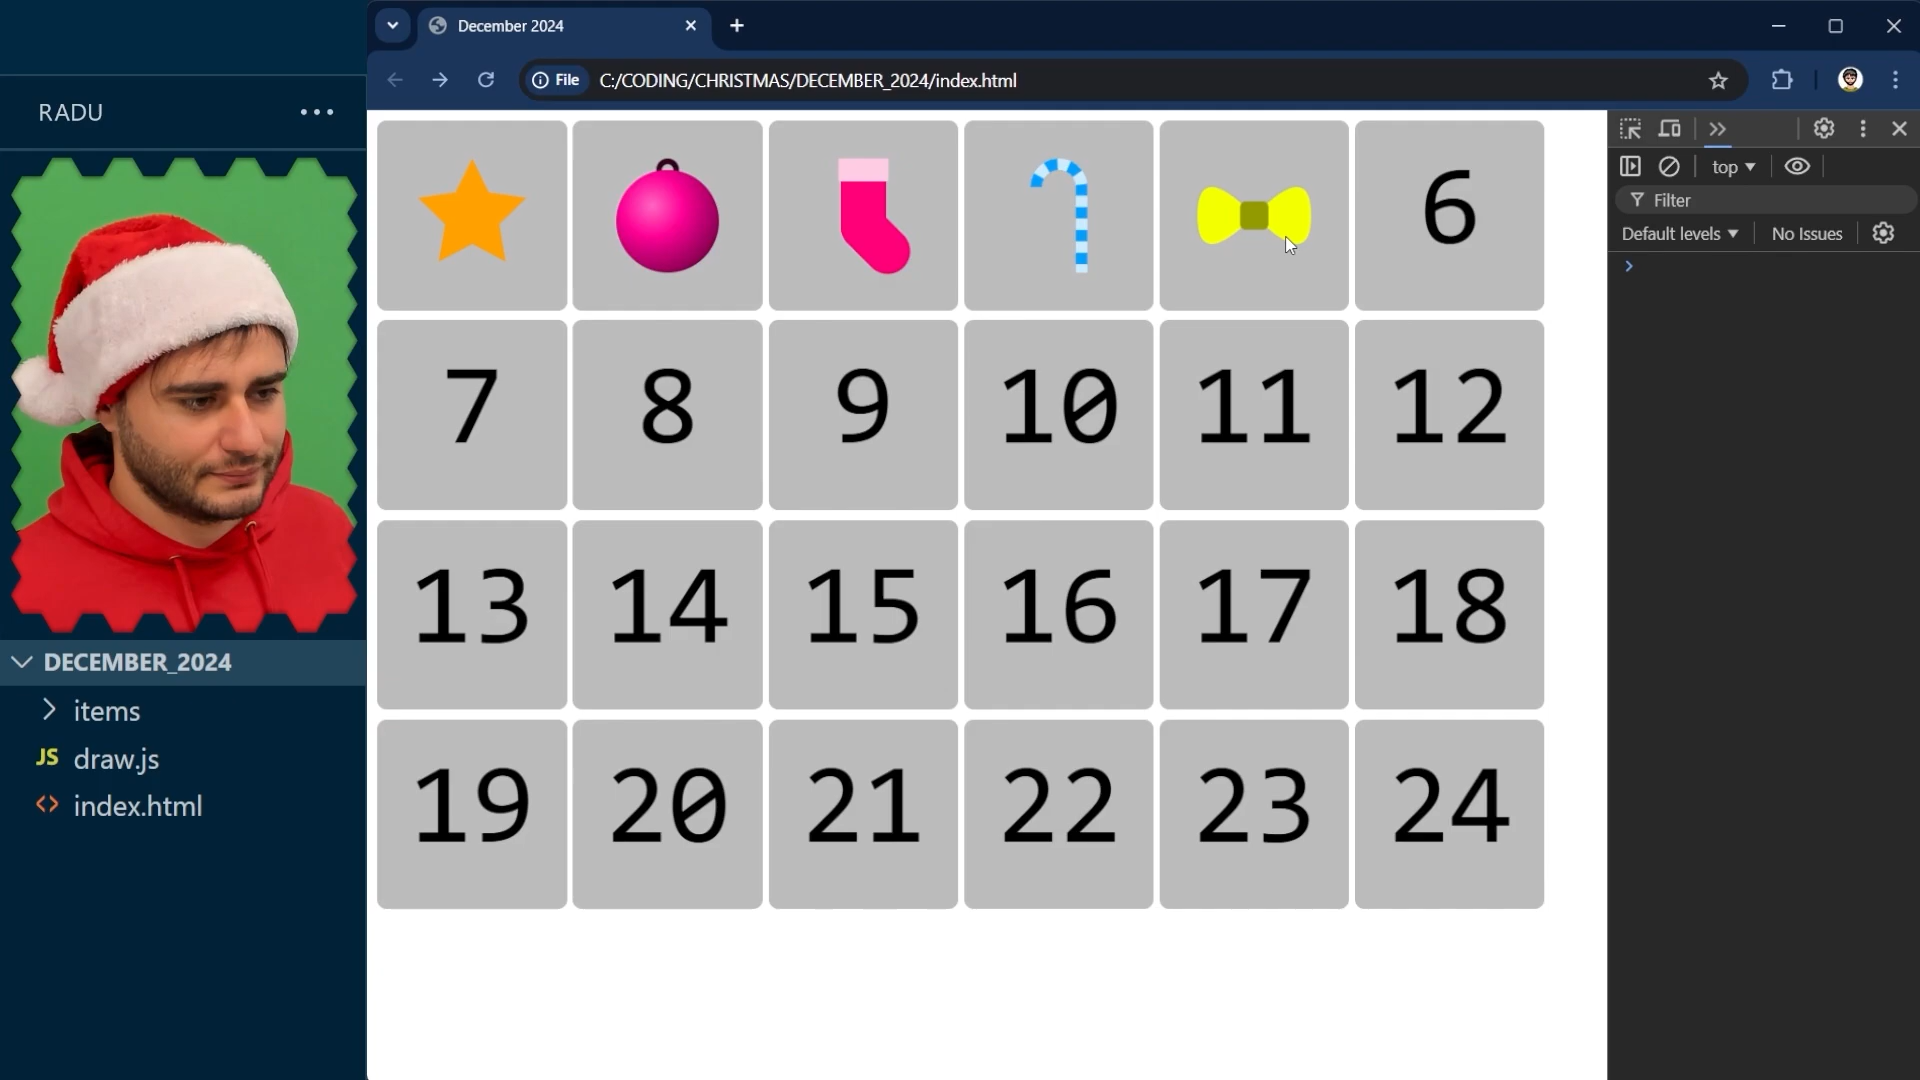 December 2024
File C:/CODING/CHRISTMAS/DECEMBER_2024/index.html
RADU
top
Filter
Default levels No Issues
6
7 8 9 10 11 12
13 14 15 16 17 18
19 20 21 22 23 24
DECEMBER_2024
items
JS draw.js
index.html